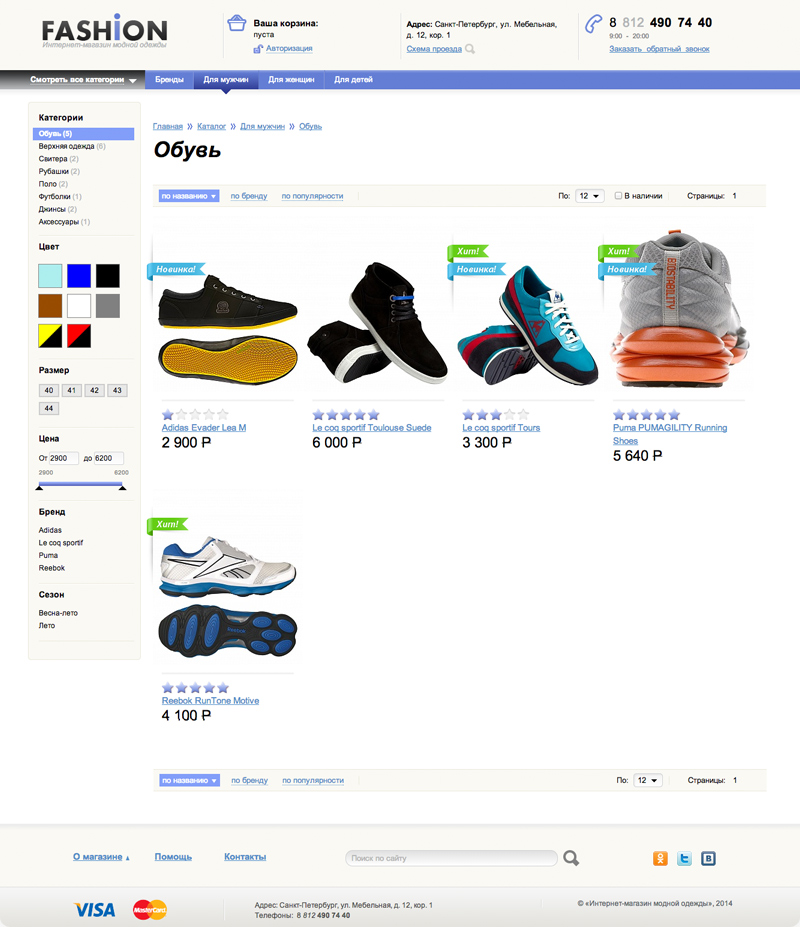 FASHiON
Интернет-магазин модной одежды
Ваша корзина:
пуста
Авторизация
Адрес: Санкт-Петербург, ул. Мебельная,
д. 12, кор. 1
Схема проезда
8 812 490 74 40
9:00 - 20:00
Заказать обратный звонок
Смотреть все категории
Бренды
Для мужчин
Для женщин
Для детей
Категории
Обувь (5)
Верхняя одежда (6)
Свитера (2)
Рубашки (2)
Поло (2)
Футболки (1)
Джинсы (2)
Аксессуары (1)
Цвет
Размер
40 41 42 43
44
Цена
От 2900 до 6200
2900 6200
Бренд
Adidas
Le coq sportif
Puma
Reebok
Сезон
Весна-лето
Лето
Главная » Каталог » Для мужчин » Обувь
Обувь
по названию ▼ по бренду по популярности По: 12 В наличии Страницы: 1
Новинка!
Adidas Evader Lea M
2 900 Р
Le coq sportif Toulouse Suede
6 000 Р
Хит!
Новинка!
Le coq sportif Tours
3 300 Р
Хит!
Новинка!
BIOSTABILITY
Puma PUMAGILITY Running
Shoes
5 640 Р
Хит!
Reebok
Reebok RunTone Motive
4 100 Р
по названию ▼ по бренду по популярности По: 12 Страницы: 1
О магазине ▲ Помощь Контакты
Поиск по сайту
VISA
MasterCard
Адрес: Санкт-Петербург, ул. Мебельная, д. 12, кор. 1
Телефоны: 8 812 490 74 40
© «Интернет-магазин модной одежды», 2014